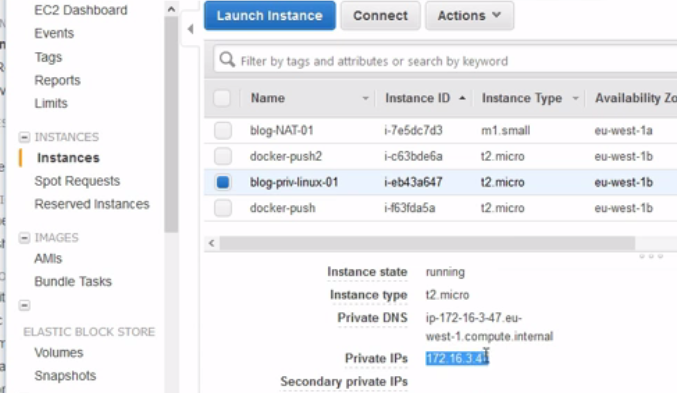 EC2 Dashboard
Events
Tags
Reports
Limits
INSTANCES
Instances
Spot Requests
Reserved Instances
IMAGES
AMIs
Bundle Tasks
ELASTIC BLOCK STORE
Volumes
Snapshots
Launch Instance Connect Actions
Filter by tags and attributes or search by keyword
Name Instance ID Instance Type Availability Zo
blog-NAT-01 i-7e5dc7d3 m1.small eu-west-1a
docker-push2 i-c63bde6a t2.micro eu-west-1b
blog-priv-linux-01 i-eb43a647 t2.micro eu-west-1b
docker-push i-f63fda5a t2.micro eu-west-1b
Instance state running
Instance type t2.micro
Private DNS ip-172-16-3-47.eu-
west-1.compute.internal
Private IPs 172.16.3.4
Secondary private IPs